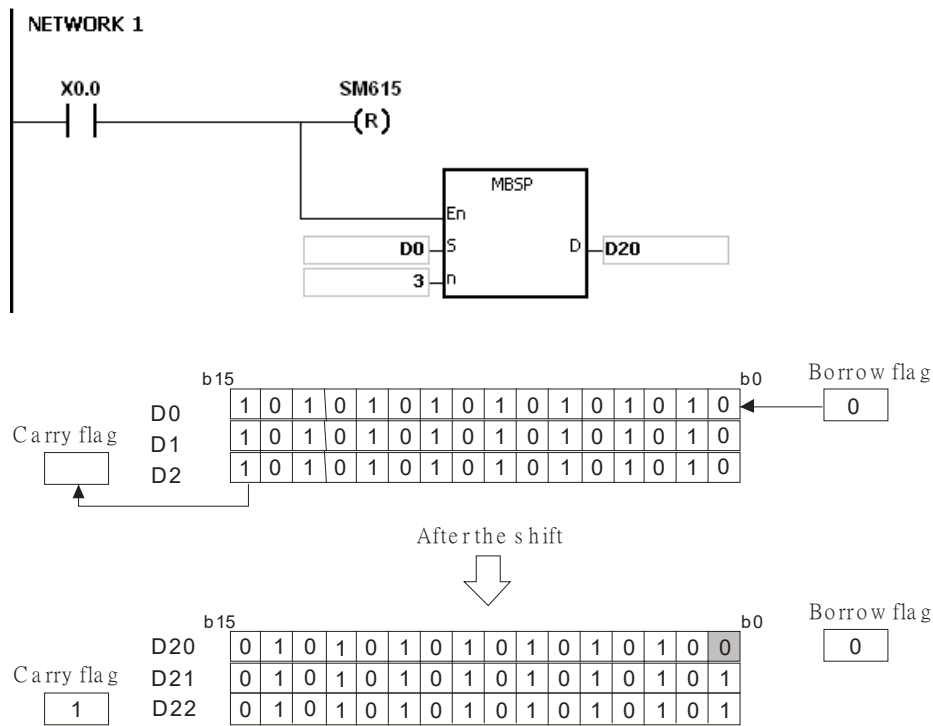 NETWORK 1
X0.0 SM615
(R)
MBSP
En
D0 S D D20
3 n
b15 b0 Borrow flag
D0 1 0 1 0 1 0 1 0 1 0 1 0 1 0 1 0 0
Carry flag D1 1 0 1 0 1 0 1 0 1 0 1 0 1 0 1 0
D2 1 0 1 0 1 0 1 0 1 0 1 0 1 0 1 0
After the shift
b15 b0 Borrow flag
D20 0 1 0 1 0 1 0 1 0 1 0 1 0 1 0 0 0
Carry flag D21 0 1 0 1 0 1 0 1 0 1 0 1 0 1 0 1
1 D22 0 1 0 1 0 1 0 1 0 1 0 1 0 1 0 1